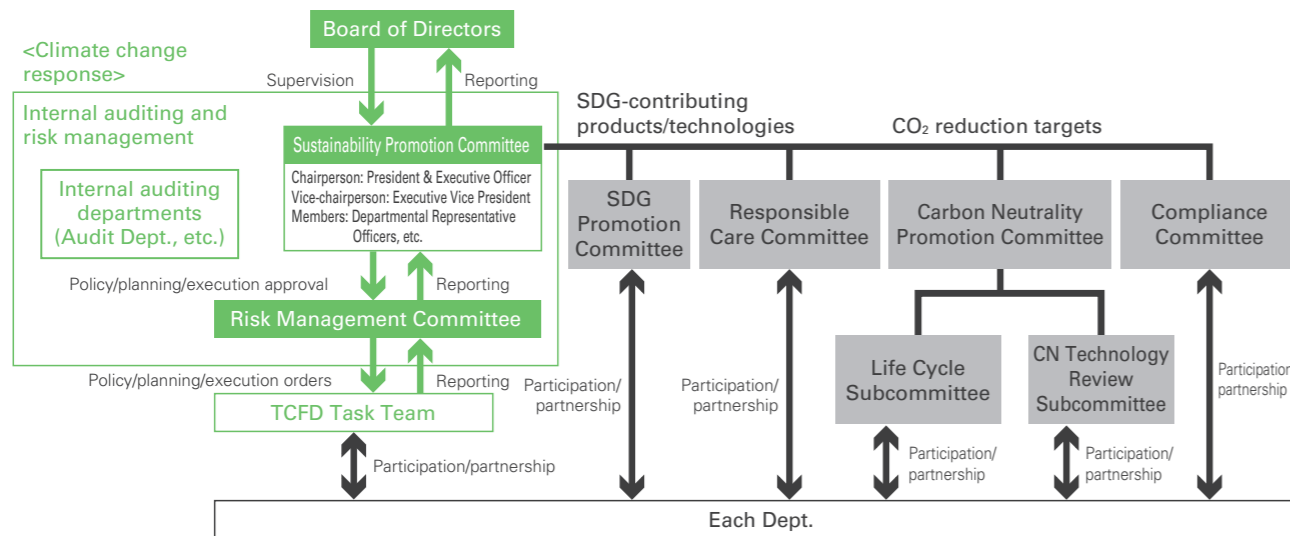 Board of Directors
<Climate change
response>
Supervision
Reporting
Internal auditing and
risk management
SDG-contributing
products/technologies
CO₂ reduction targets
Sustainability Promotion Committee
Chairperson: President & Executive Officer
Vice-chairperson: Executive Vice President
Members: Departmental Representative
Officers, etc.
Internal auditing
departments
(Audit Dept., etc.)
SDG
Promotion
Committee
Responsible
Care Committee
Carbon Neutrality
Promotion Committee
Compliance
Committee
Policy/planning/execution approval
Reporting
Risk Management Committee
Policy/planning/execution orders
Reporting
TCFD Task Team
Participation/
partnership
Participation/
partnership
Life Cycle
Subcommittee
CN Technology
Review
Subcommittee
Participation/
partnership
Participation/partnership
Participation/
partnership
Participation/
partnership
Each Dept.